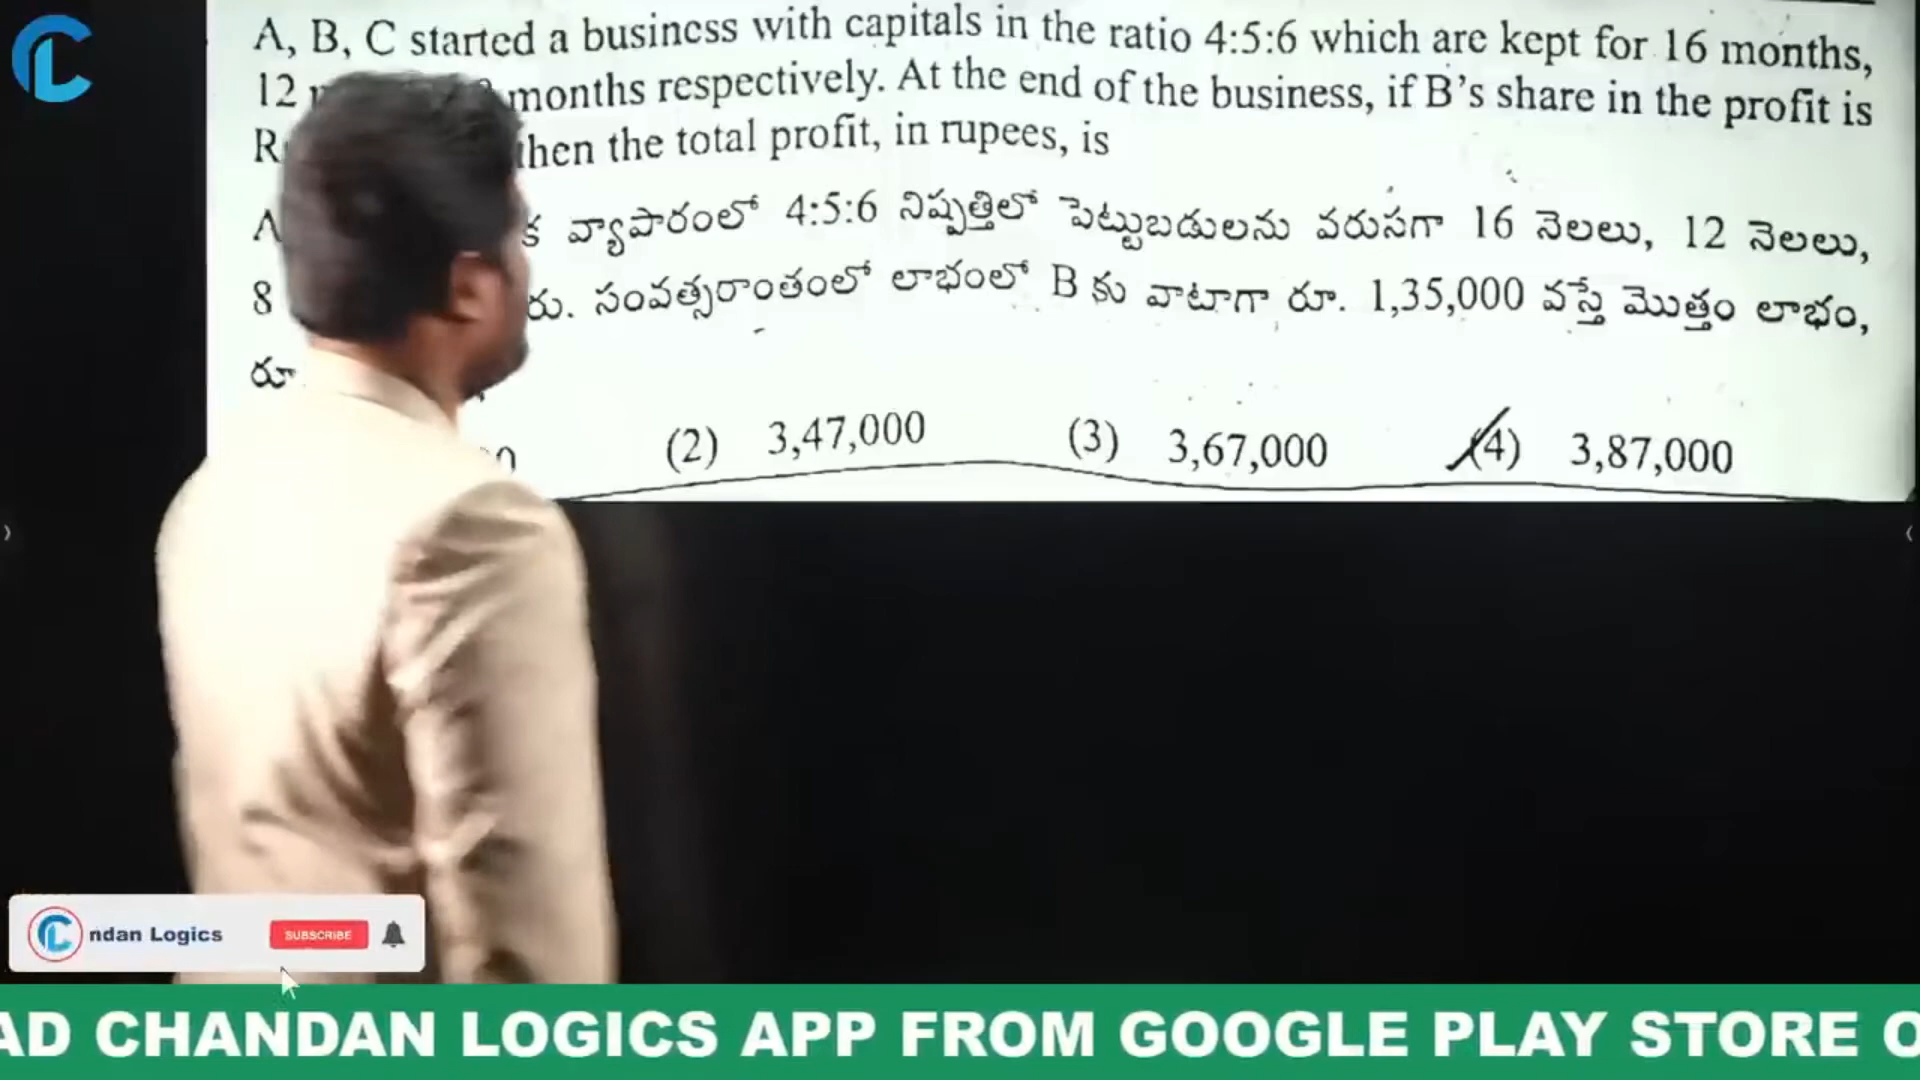 A, B, C started a business with capitals in the ratio 4:5:6 which are kept for 16 months,
12 months respectively. At the end of the business, if B's share in the profit is
then the total profit, in rupees, is
A వ్యాపారంలో 4:5:6 నిష్పత్తిలో పెట్టుబడులను వరుసగా 16 నెలలు, 12 నెలలు,
8 రు. సంవత్సరాంతంలో లాభంలో B కు వాటాగా రూ. 1,35,000 వస్తే మొత్తం లాభం,
రూ
(2) 3,47,000 (3) 3,67,000 (4) 3,87,000
ndan Logics SUBSCRIBE
AD CHANDAN LOGICS APP FROM GOOGLE PLAY STORE O